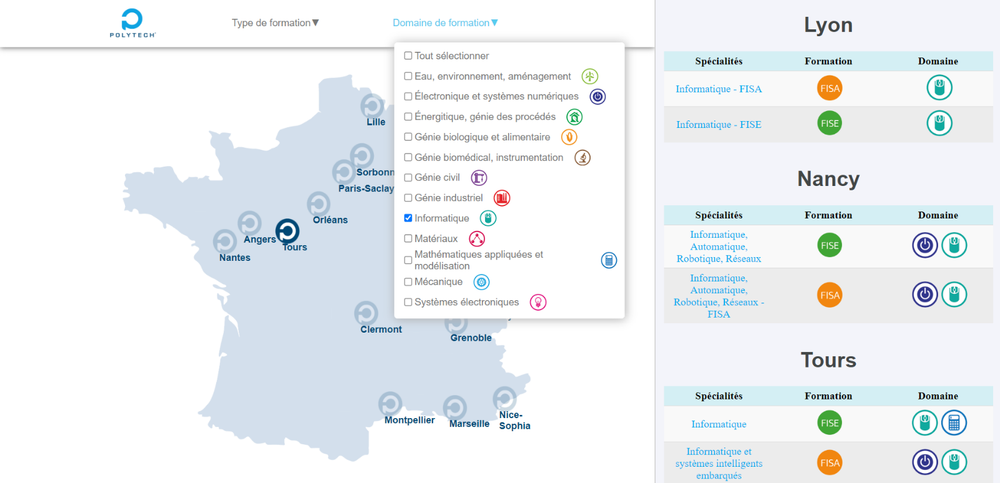 POLYTECH
Type de formation▼
Domaine de formation▼
Tout sélectionner
Eau, environnement, aménagement
Électronique et systèmes numériques
Énergitique, génie des procédés
Génie biologique et alimentaire
Génie biomédical, instrumentation
Génie civil
Génie industriel
Informatique
Matériaux
Mathématiques appliquées et
modélisation
Mécanique
Systèmes électroniques
Lille
Sorbonn
Paris-Saclay
Orléans
Angers
Tours
Nantes
Clermont
Grenoble
Montpellier
Marseille
Nice-
Sophia
Lyon
Spécialités Formation Domaine
Informatique - FISA FISA
Informatique - FISE FISE
Nancy
Spécialités Formation Domaine
Informatique,
Automatique,
Robotique, Réseaux
FISE
Informatique,
Automatique,
Robotique, Réseaux -
FISA
FISA
Tours
Spécialités Formation Domaine
Informatique FISE
Informatique et
systèmes intelligents
embarqués
FISA